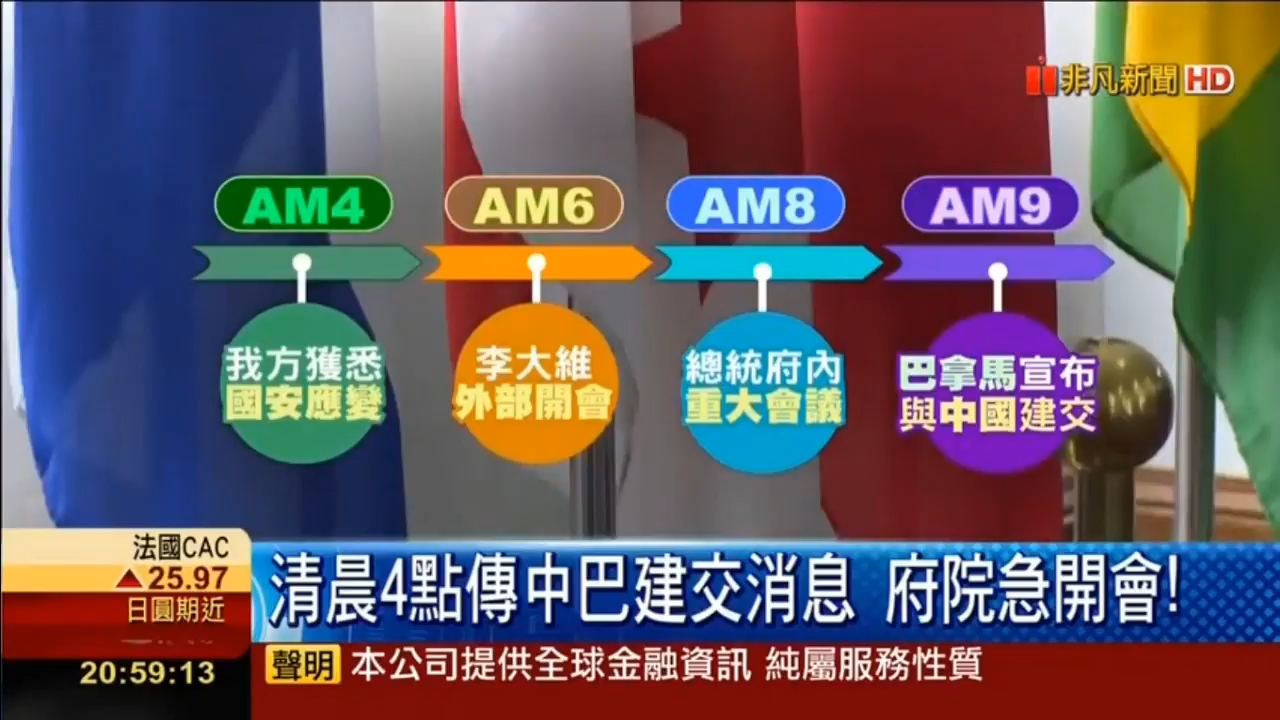 非凡新聞HD
AM4
AM6
AM8
AM9
我方獲悉
國安應變
李大維
外部開會
總統府內
重大會議
巴拿馬宣布
與中國建交
法國CAC
▲25.97
日圓期近
20:59:13
清晨4點傳中巴建交消息 府院急開會!
聲明 本公司提供全球金融資訊 純屬服務性質